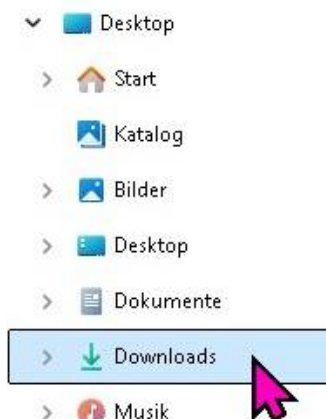 Desktop
Start
Katalog
Bilder
Desktop
Dokumente
Downloads
Musik